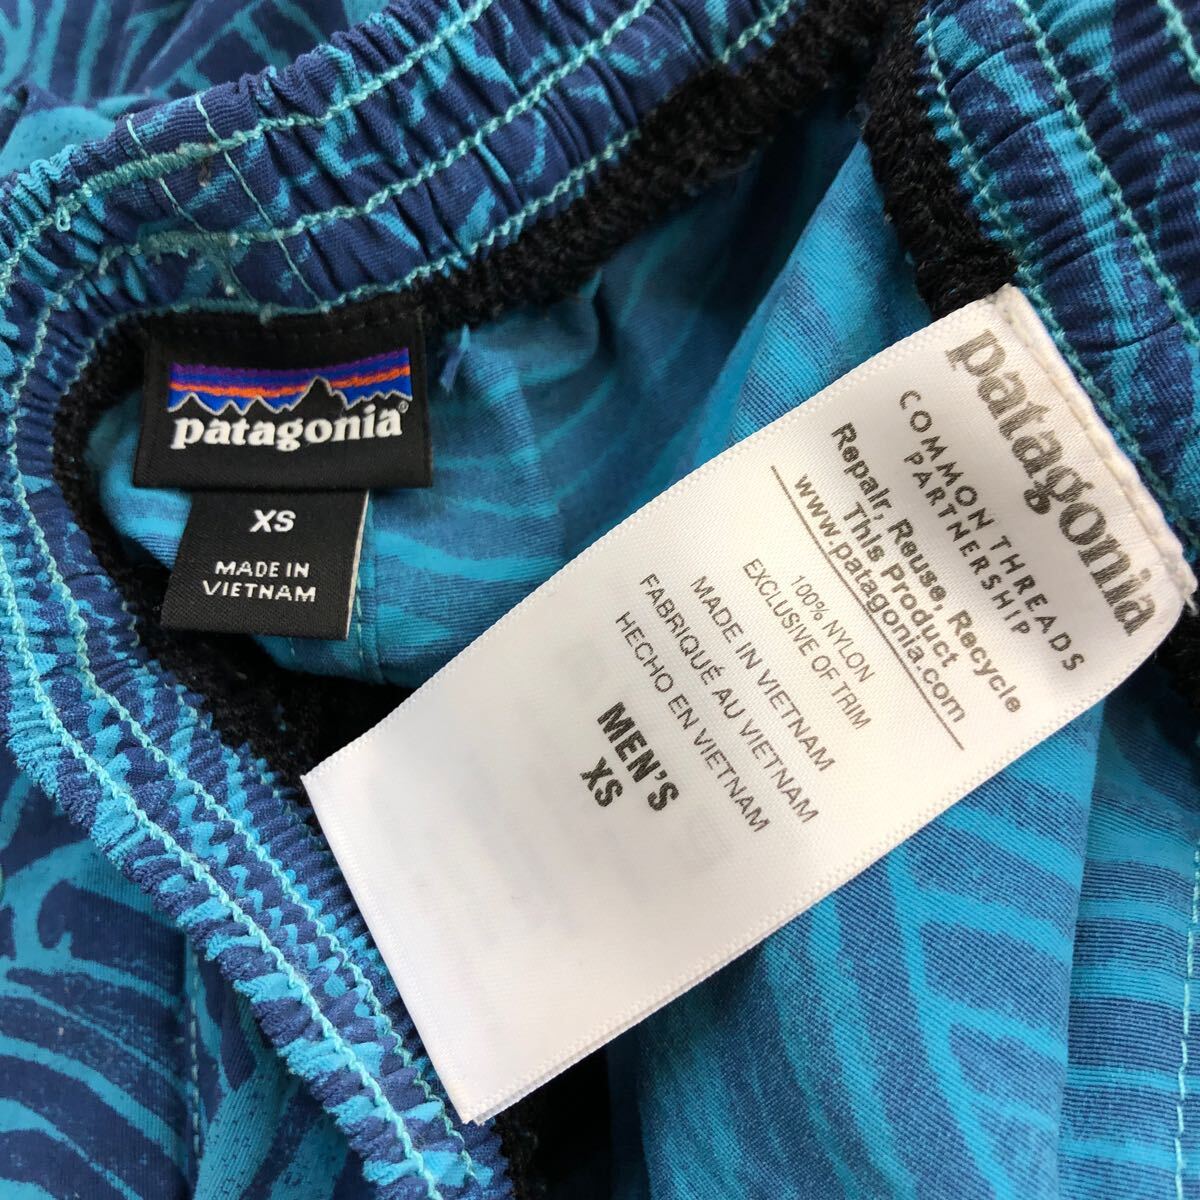 patagonia®
XS
MADE IN
VIETNAM
patagonia
COMMON THREADS
PARTNERSHIP
Repair, Reuse, Recycle
This Product
www.patagonia.com
100% NYLON
EXCLUSIVE OF TRIM
MADE IN VIETNAM
FABRIQUÉ AU VIETNAM
HECHO EN VIETNAM
MEN'S
XS